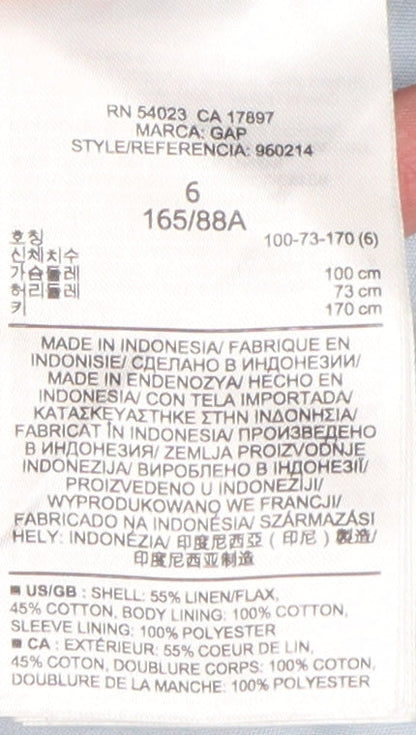 RN 54023 CA 17897
MARCA: GAP
STYLE/REFERENCIA: 960214
6
165/88A
호칭 100-73-170 (6)
신체치수
가슴둘레 100 cm
허리둘레 73 cm
키 170 cm
MADE IN INDONESIA/ FABRIQUE EN
INDONISIE/ СДЕЛАНО В ИНДОНЕЗИИ/
MADE IN ENDENOZYA/ HECHO EN
INDONESIA/ CON TELA IMPORTADA/
ΚΑΤΑΣΚΕΥΑΣΤΗΚΕ ΣΤΗΝ ΙΝΔΟΝΗΣΙΑ/
FABRICAT ÎN INDONESIA/ ПРОИЗВЕДЕНО
В ИНДОНЕЗИЯ/ ZEMLJA PROIZVODNJE
INDONEZIJA/ ВИРОБЛЕНО В ІНДОНЕЗІЇ/
PROIZVEDENO U INDONEZIJI/
WYPRODUKOWANO WE FRANCJI/
FABRICADO NA INDONÉSIA/ SZÁRMAZÁSI
HELY: INDONÉZIA/ 印度尼西亞 ( 印尼 ) 製造/
印度尼西亚制造
■ US/GB : SHELL: 55% LINEN/FLAX,
45% COTTON, BODY LINING: 100% COTTON,
SLEEVE LINING: 100% POLYESTER
■ CA : EXTÉRIEUR: 55% COEUR DE LIN,
45% COTON, DOUBLURE CORPS: 100% COTON,
DOUBLURE DE LA MANCHE: 100% POLYESTER